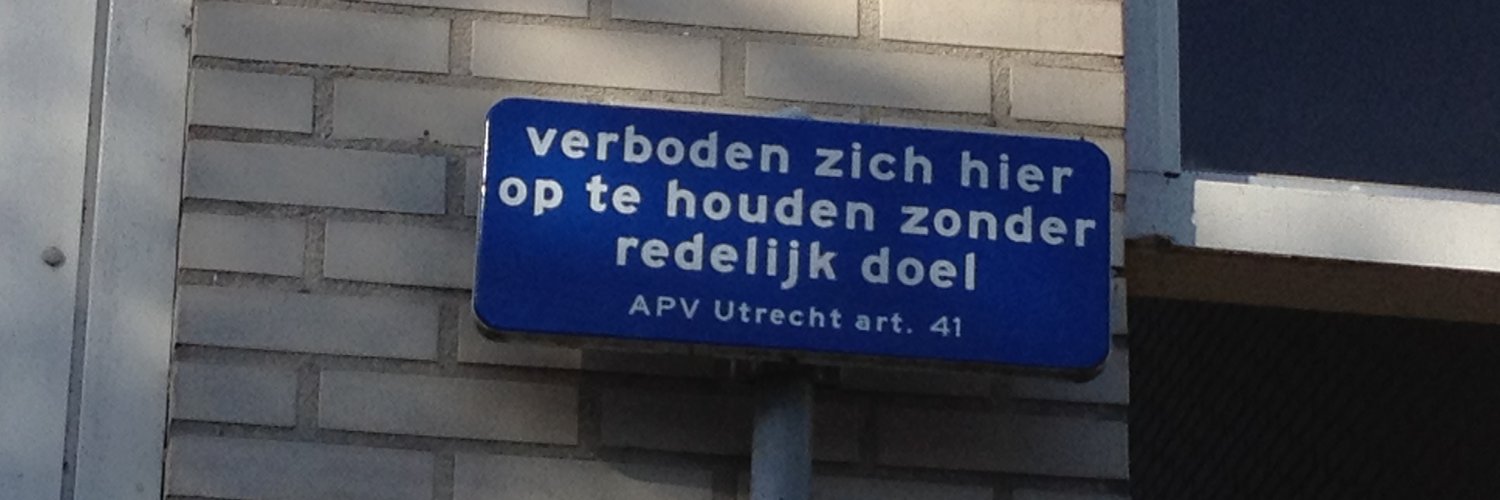 verboden zich hier
op te houden zonder
redelijk doel
APV Utrecht art. 41